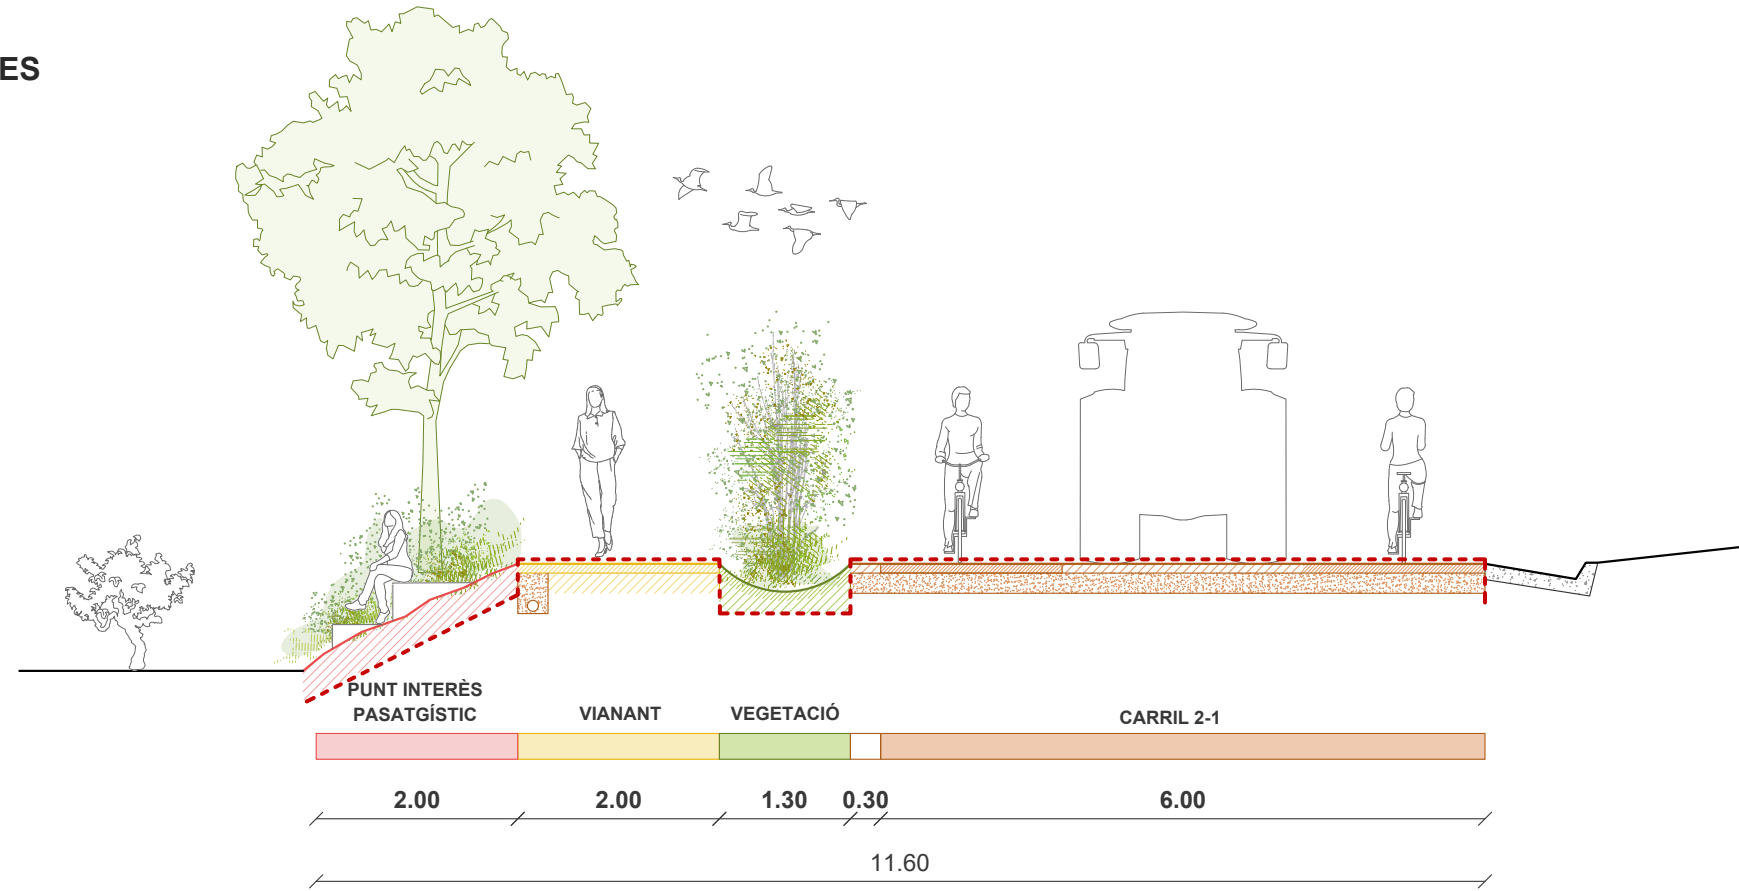 ES
PUNT INTERÈS
PASATGÍSTIC
VIANANT
VEGETACIÓ
CARRIL 2-1
2.00
2.00
1.30
0.30
6.00
11.60